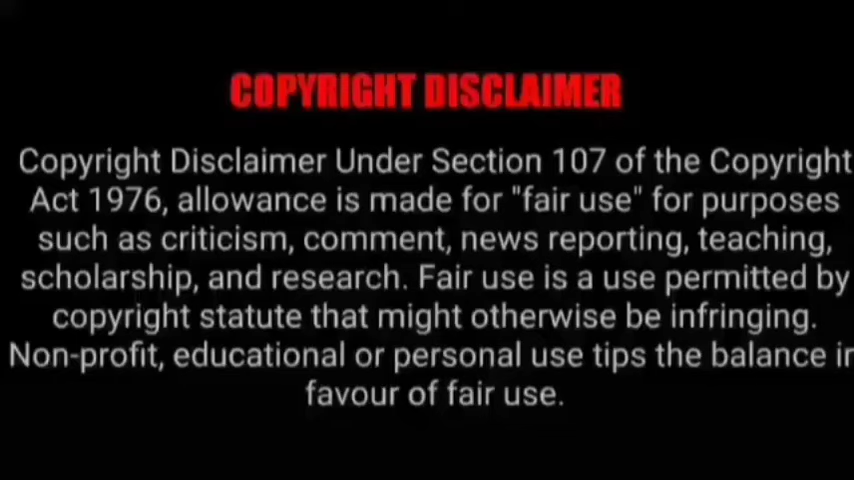 COPYRIGHT DISCLAIMER
Copyright Disclaimer Under Section 107 of the Copyright
Act 1976, allowance is made for "fair use" for purposes
such as criticism, comment, news reporting, teaching,
scholarship, and research. Fair use is a use permitted by
copyright statute that might otherwise be infringing.
Non-profit, educational or personal use tips the balance in
favour of fair use.